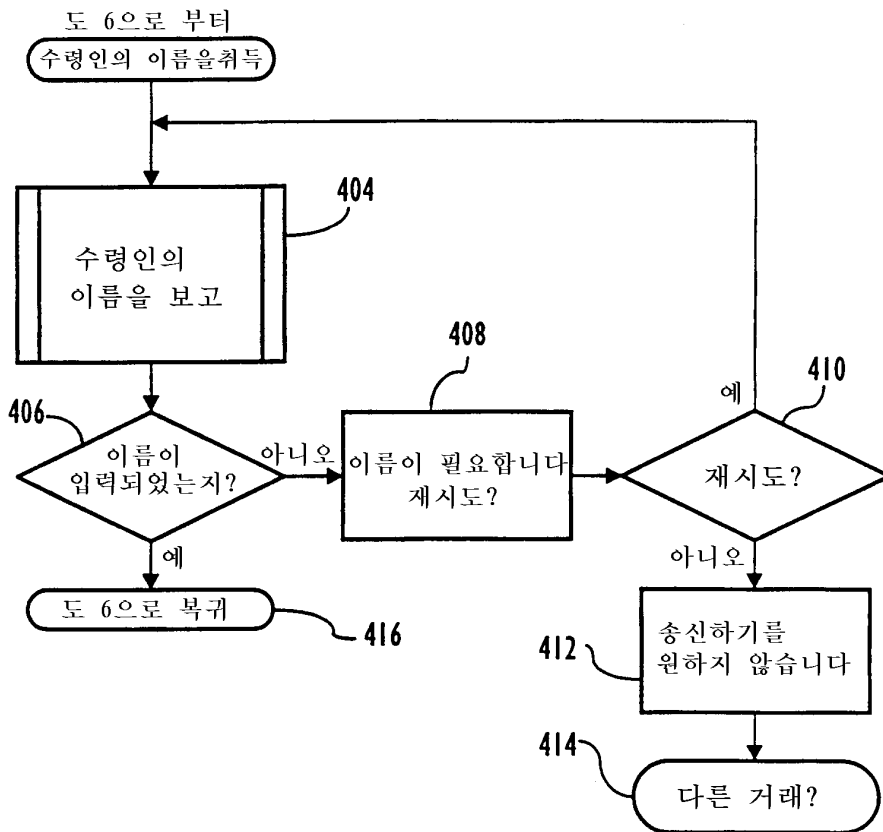 도 6으로 부터
수령인의 이름을취득
404
수령인의
이름을 보고
408
410
예
406
이름이
입력되었는지?
아니오
이름이 필요합니다
재시도?
재시도?
예
아니오
도 6으로 복귀
416
412
송신하기를
원하지 않습니다
414
다른 거래?